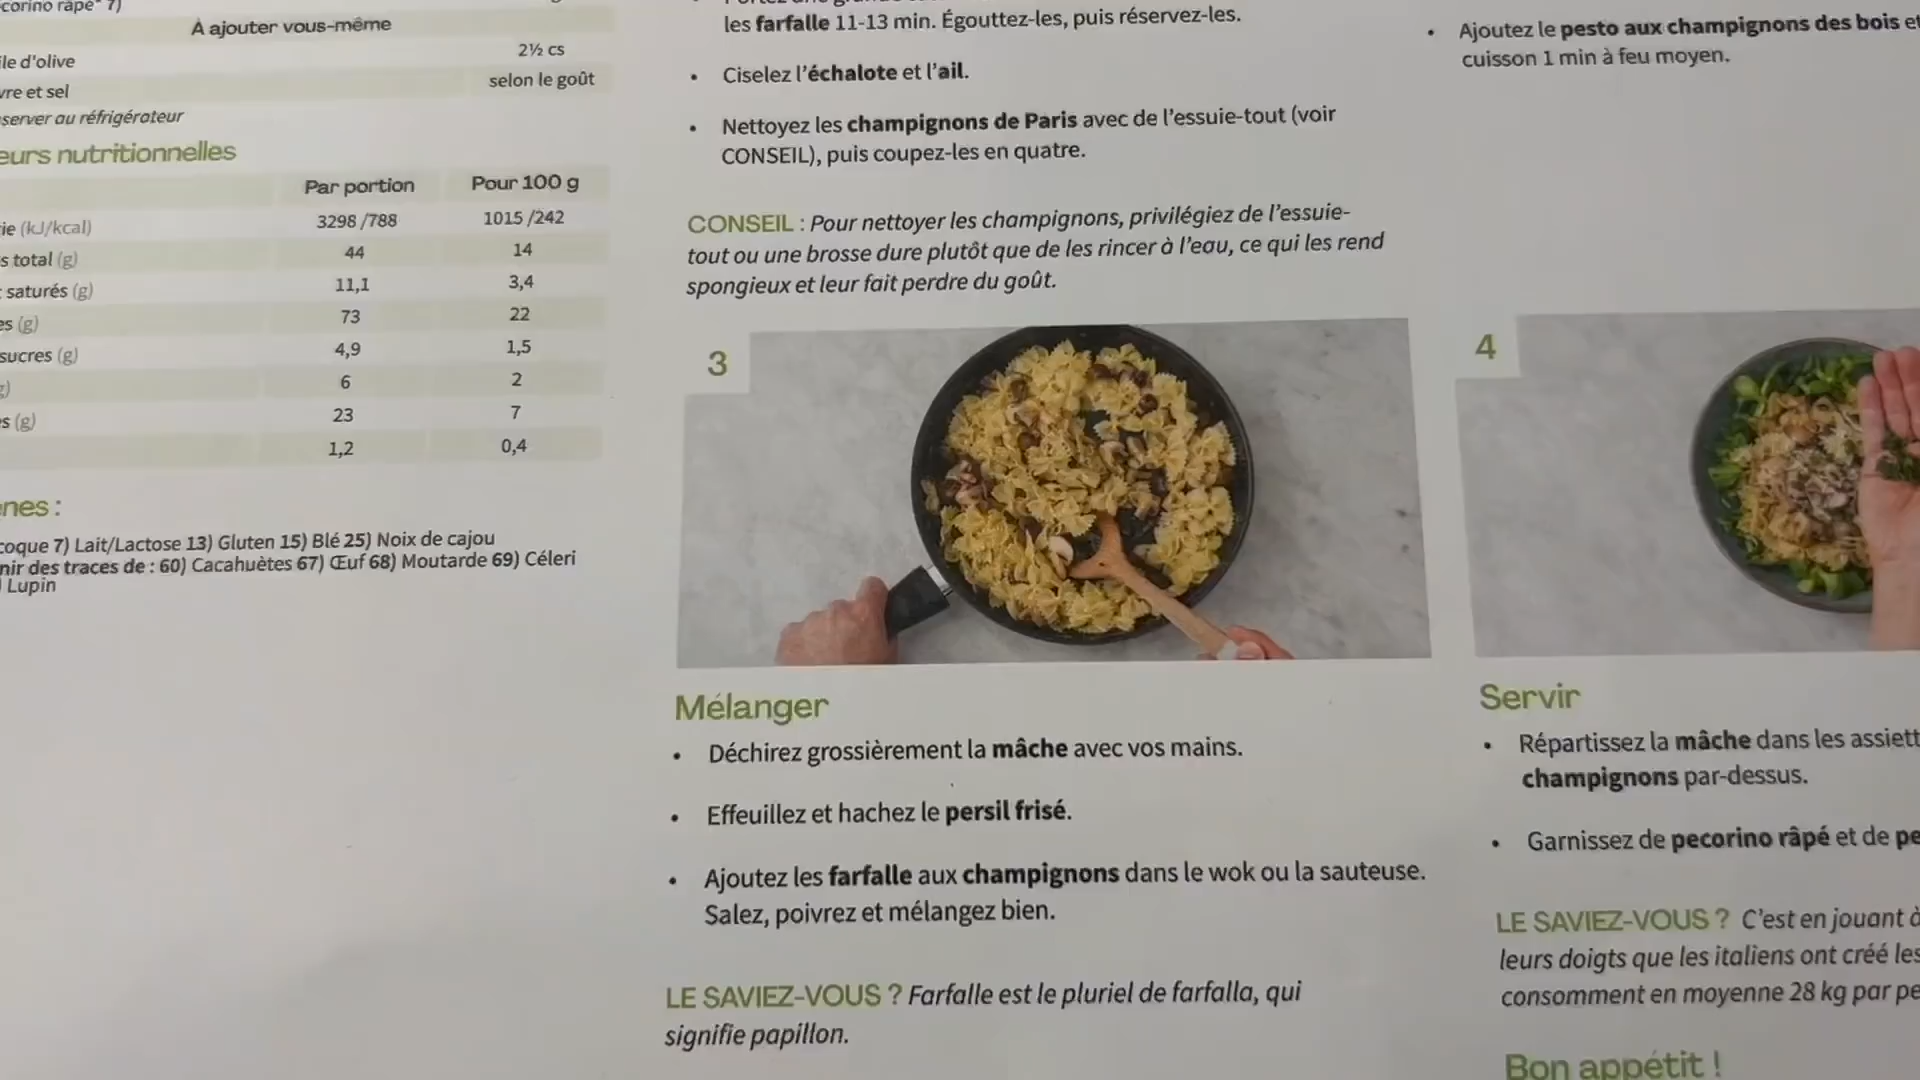 À ajouter vous-même
d'olive
2½ cs
et sel
selon le goût
au réfrigérateur
nutritionnelles
Par portion
Pour 100 g
(kJ/kcal)
3298 /788
1015 /242
total (g)
44
14
saturés (g)
11,1
3,4
(g)
73
22
sucres (g)
4,9
1,5
6
2
(g)
23
7
1,2
0,4
7) Lait/Lactose 13) Gluten 15) Blé 25) Noix de cajou
des traces de : 60) Cacahuètes 67) Œuf 68) Moutarde 69) Céleri
Lupin
les farfalle 11-13 min. Égouttez-les, puis réservez-les.
• Ciselez l'échalote et l'ail.
• Nettoyez les champignons de Paris avec de l'essuie-tout (voir
CONSEIL), puis coupez-les en quatre.
CONSEIL : Pour nettoyer les champignons, privilégiez de l'essuie-
tout ou une brosse dure plutôt que de les rincer à l'eau, ce qui les rend
spongieux et leur fait perdre du goût.
3
Mélanger
• Déchirez grossièrement la mâche avec vos mains.
• Effeuillez et hachez le persil frisé.
• Ajoutez les farfalle aux champignons dans le wok ou la sauteuse.
Salez, poivrez et mélangez bien.
LE SAVIEZ-VOUS ? Farfalle est le pluriel de farfalla, qui
signifie papillon.
• Ajoutez le pesto aux champignons des bois
cuisson 1 min à feu moyen.
4
Servir
• Répartissez la mâche dans les
champignons par-dessus.
• Garnissez de pecorino râpé et de
LE SAVIEZ-VOUS ? C'est en jouant
leurs doigts que les italiens ont créé les
consomment en moyenne 28 kg par
Bon appétit !